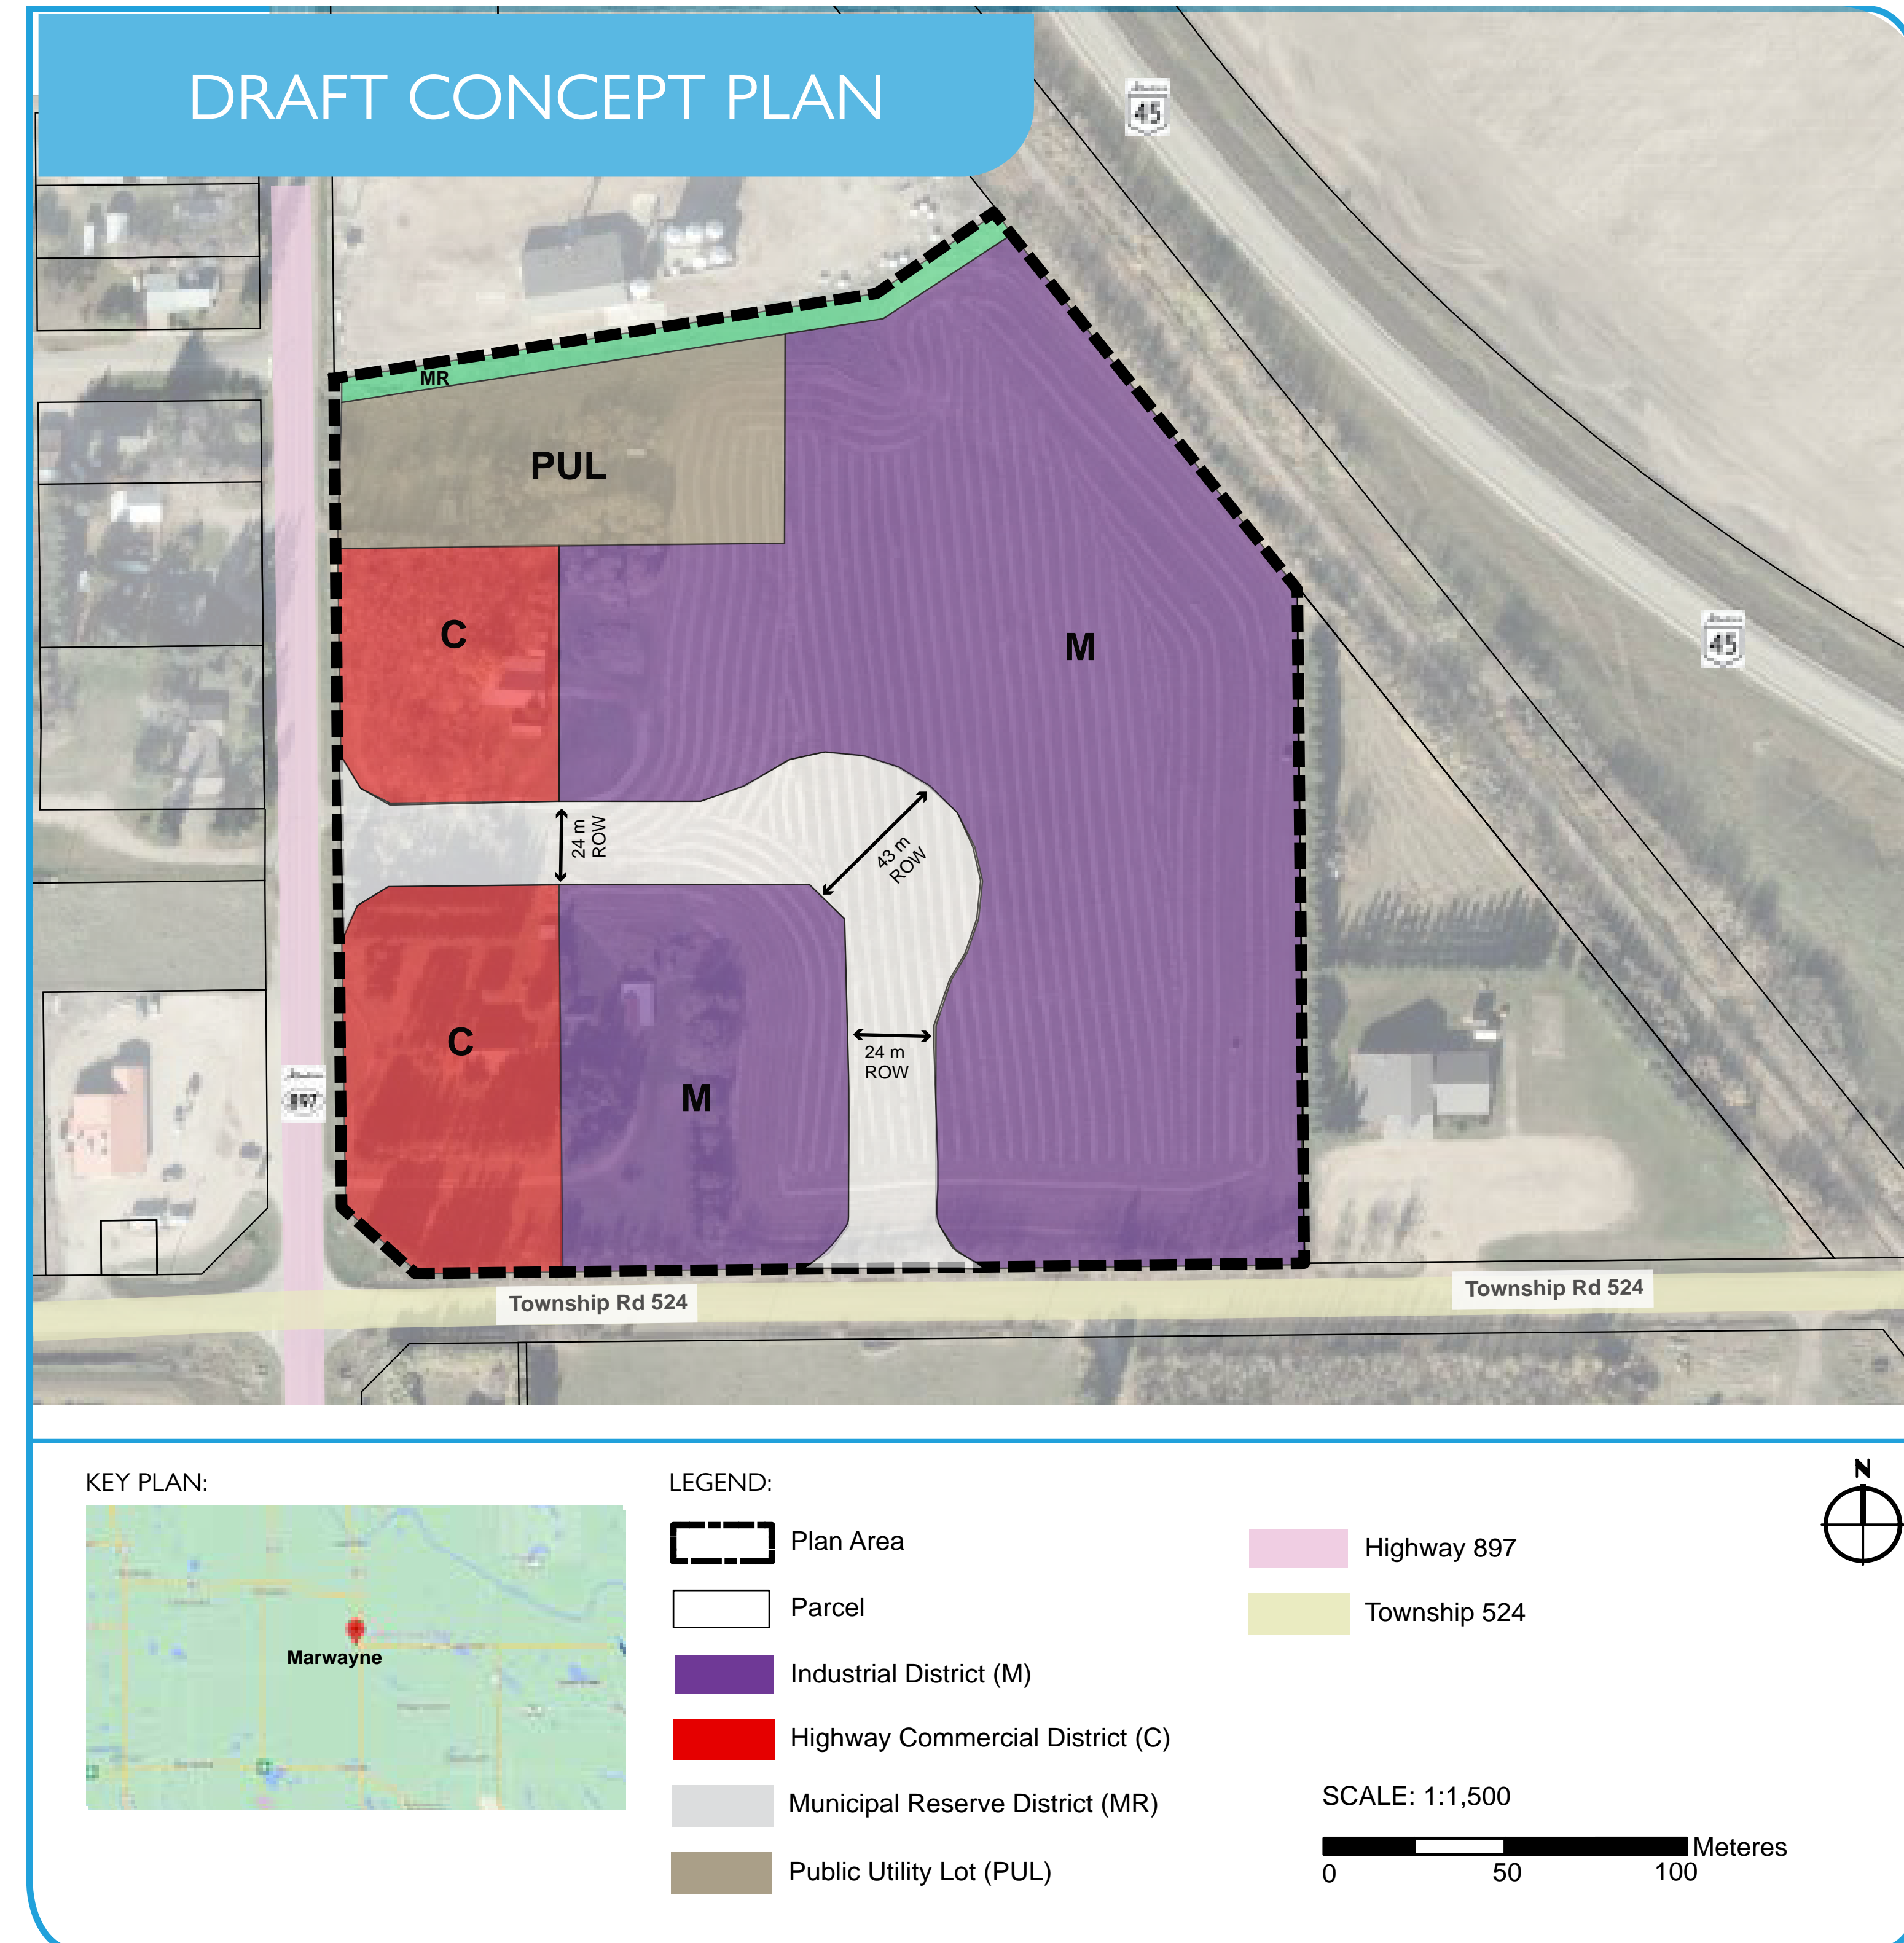 DRAFT CONCEPT PLAN
45
MR
PUL
C
M
45
24 m
ROW
43 m
ROW
C
24 m
ROW
M
897
Township Rd 524
Township Rd 524
KEY PLAN:
Marwayne
LEGEND:
Plan Area
Parcel
Industrial District (M)
Highway Commercial District (C)
Municipal Reserve District (MR)
Public Utility Lot (PUL)
Highway 897
Township 524
N
SCALE: 1:1,500
Meteres
0
50
100